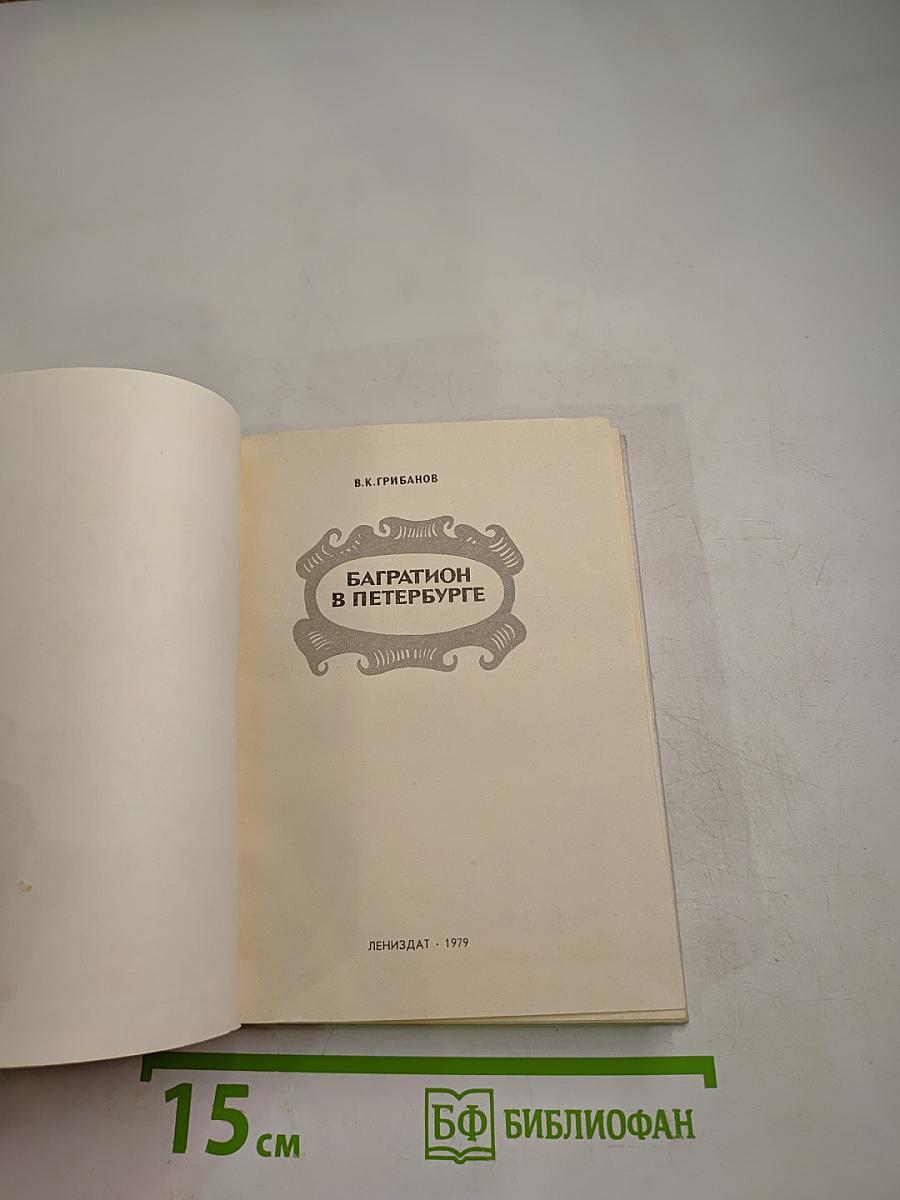 В.К.ГРИБАНОВ
БАГРАТИОН
В ПЕТЕРБУРГЕ
ЛЕНИЗДАТ · 1979
15 см
БФ БИБЛИОФАН